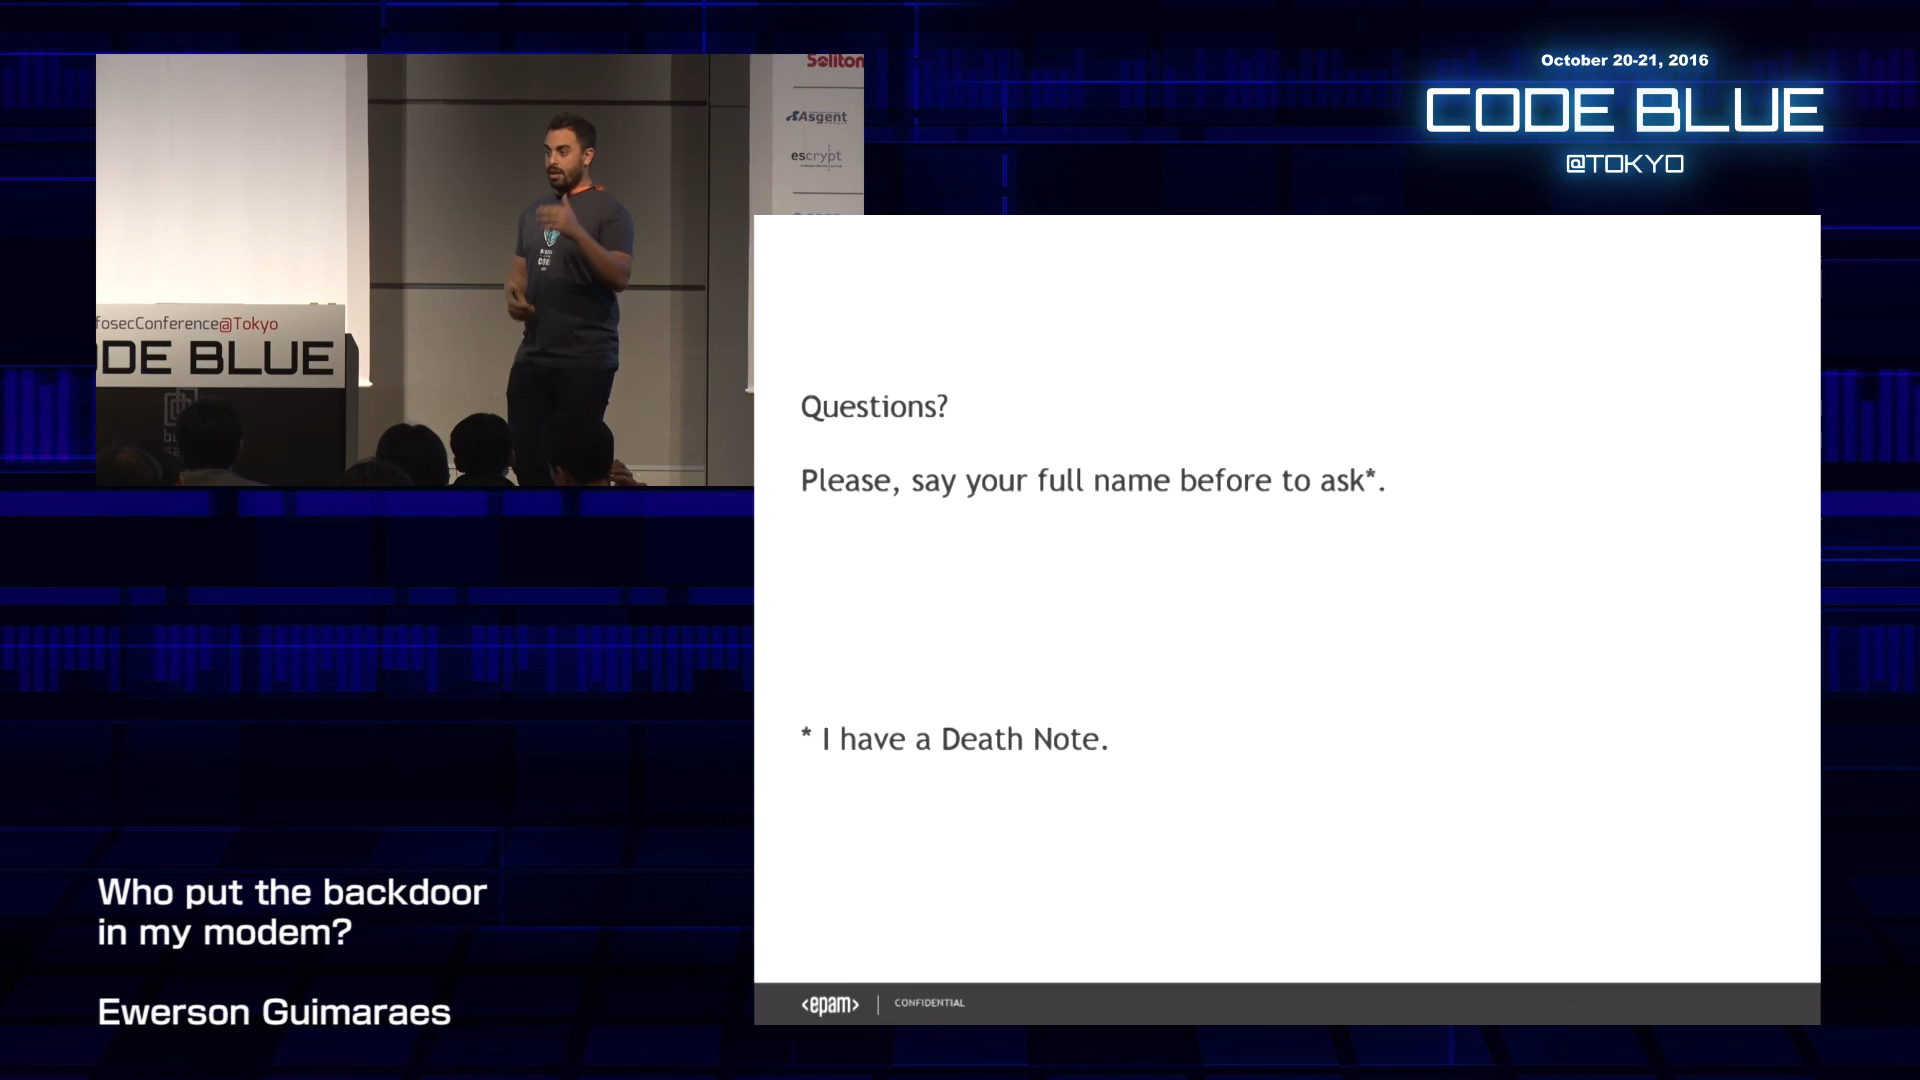 October 20-21, 2016
CODE BLUE
@TOKYO
Soliton
Asgent
escrypt
fosecConference@Tokyo
ODE BLUE
Questions?
Please, say your full name before to ask*.
* I have a Death Note.
<epam> | CONFIDENTIAL
Who put the backdoor
in my modem?
Ewerson Guimaraes